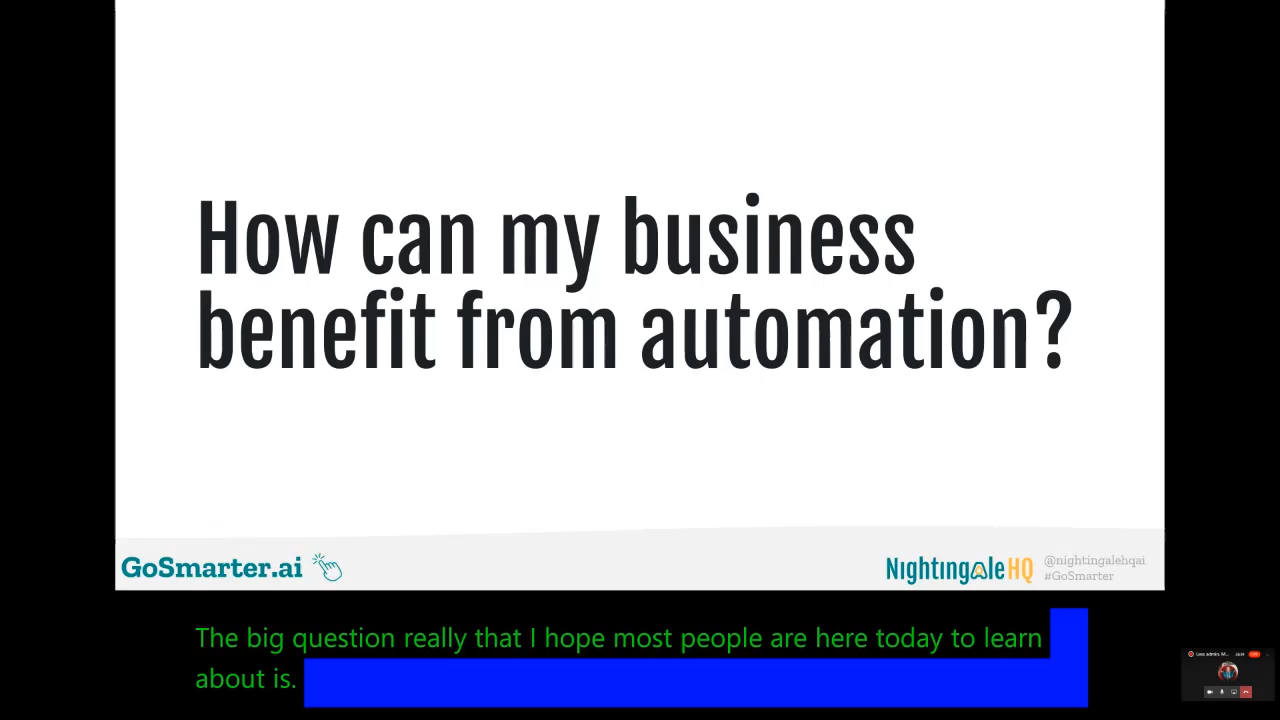 How can my business
benefit from automation?
GoSmarter.ai
NightingaleHQ
@nightingalehqai
#GoSmarter
The big question really that I hope most people are here today to learn
about is.